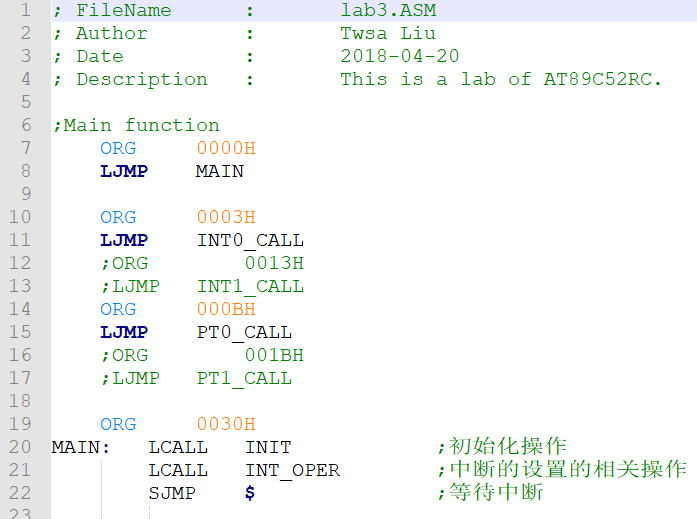 1 ; FileName : lab3.ASM
2 ; Author : Twsa Liu
3 ; Date : 2018-04-20
4 ; Description : This is a lab of AT89C52RC.
5
6 ;Main function
7 ORG 0000H
8 LJMP MAIN
9
10 ORG 0003H
11 LJMP INT0_CALL
12 ;ORG 0013H
13 ;LJMP INT1_CALL
14 ORG 000BH
15 LJMP PT0_CALL
16 ;ORG 001BH
17 ;LJMP PT1_CALL
18
19 ORG 0030H
20 MAIN: LCALL INIT ;初始化操作
21 LCALL INT_OPER ;中断的设置的相关操作
22 SJMP $ ;等待中断
23